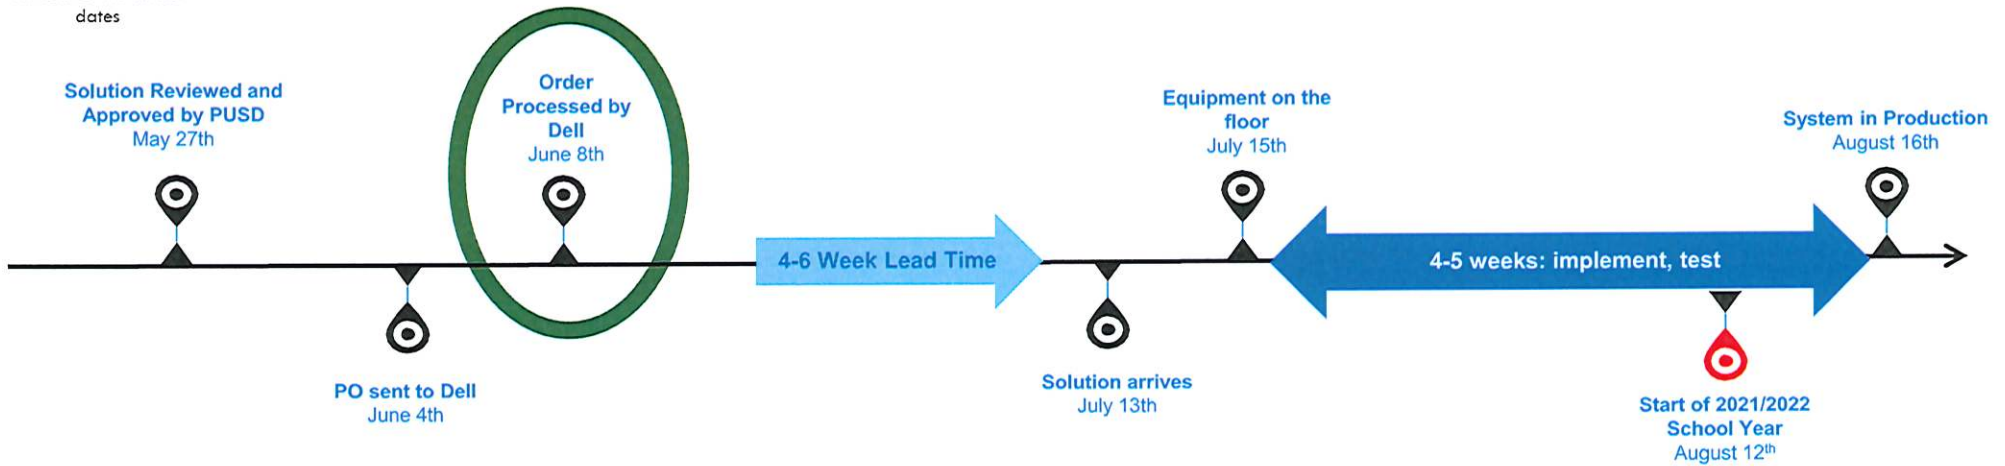 dates
Solution Reviewed and
Approved by PUSD
May 27th
Order
Processed by
Dell
June 8th
Equipment on the
floor
July 15th
System in Production
August 16th
4-6 Week Lead Time
4-5 weeks: implement, test
PO sent to Dell
June 4th
Solution arrives
July 13th
Start of 2021/2022
School Year
August 12th